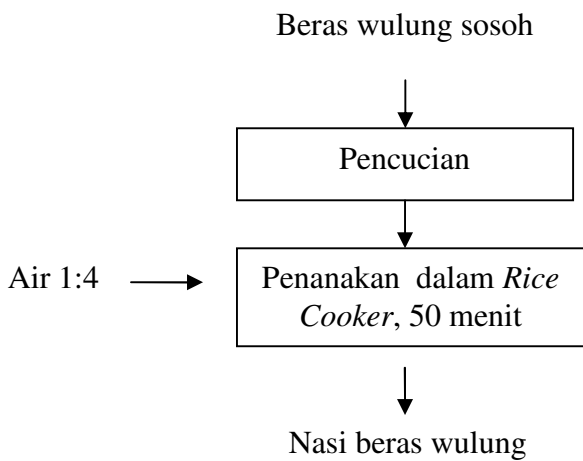 Beras wulung sosoh
Pencucian
Air 1:4
Penanakan dalam Rice
Cooker, 50 menit
Nasi beras wulung